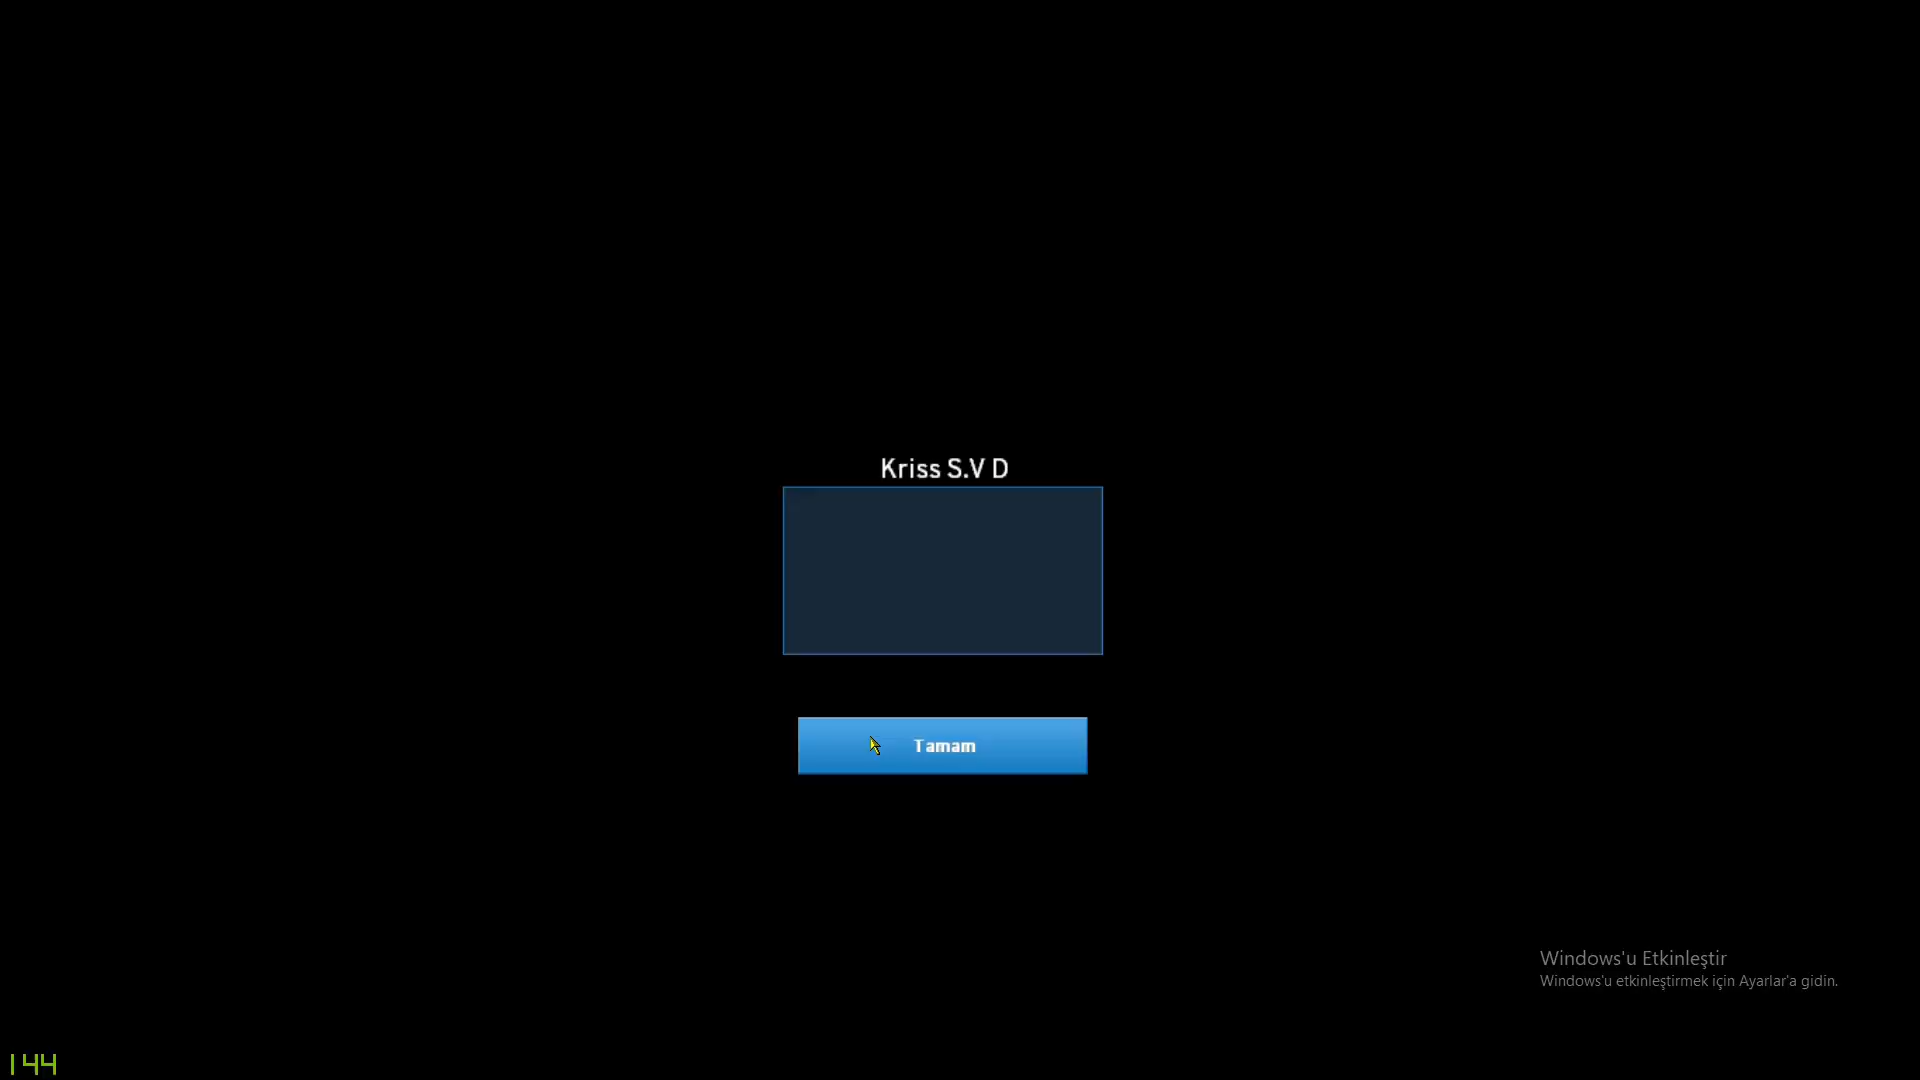 Kriss S.V D
Tamam
Windows'u Etkinleştir
Windows'u etkinleştirmek için Ayarlar'a gidin.
144